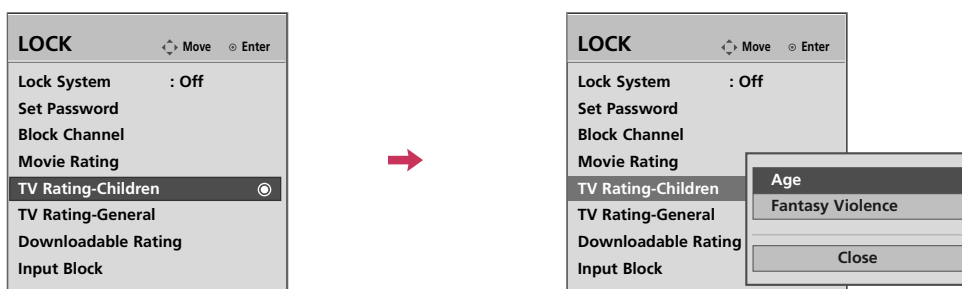 LOCK Move Enter
Lock System : Off
Set Password
Block Channel
Movie Rating
TV Rating-Children
TV Rating-General
Downloadable Rating
Input Block
LOCK Move Enter
Lock System : Off
Set Password
Block Channel
Movie Rating
TV Rating-Children
TV Rating-General
Downloadable Rating
Input Block
Age
Fantasy Violence
Close